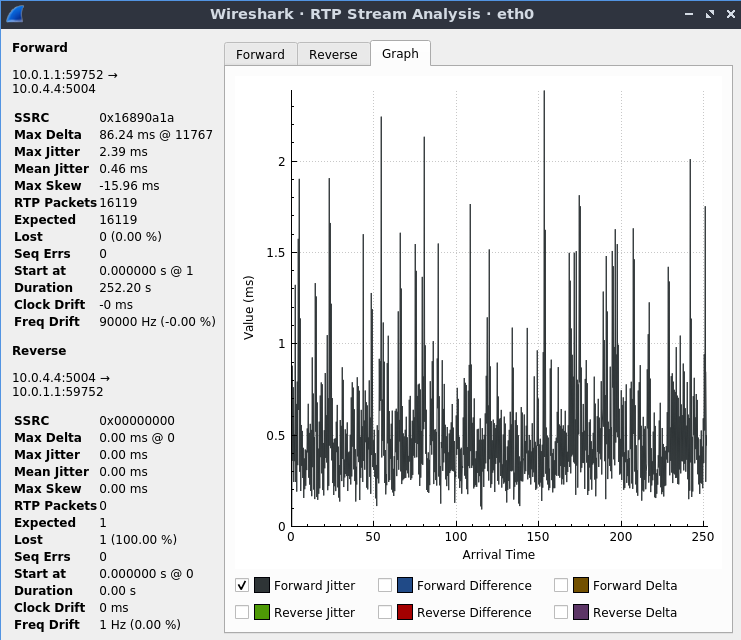 Wireshark · RTP Stream Analysis · eth0
Forward
10.0.1.1:59752 →
10.0.4.4:5004
SSRC 0x16890a1a
Max Delta 86.24 ms @ 11767
Max Jitter 2.39 ms
Mean Jitter 0.46 ms
Max Skew -15.96 ms
RTP Packets 16119
Expected 16119
Lost 0 (0.00 %)
Seq Errs 0
Start at 0.000000 s @ 1
Duration 252.20 s
Clock Drift -0 ms
Freq Drift 90000 Hz (-0.00 %)
Reverse
10.0.4.4:5004 →
10.0.1.1:59752
SSRC 0x00000000
Max Delta 0.00 ms @ 0
Max Jitter 0.00 ms
Mean Jitter 0.00 ms
Max Skew 0.00 ms
RTP Packets 0
Expected 1
Lost 1 (100.00 %)
Seq Errs 0
Start at 0.000000 s @ 0
Duration 0.00 s
Clock Drift 0 ms
Freq Drift 1 Hz (0.00 %)
Forward Reverse Graph
Value (ms)
2
1.5
1
0.5
0
0 50 100 150 200 250
Arrival Time
Forward Jitter Forward Difference Forward Delta
Reverse Jitter Reverse Difference Reverse Delta